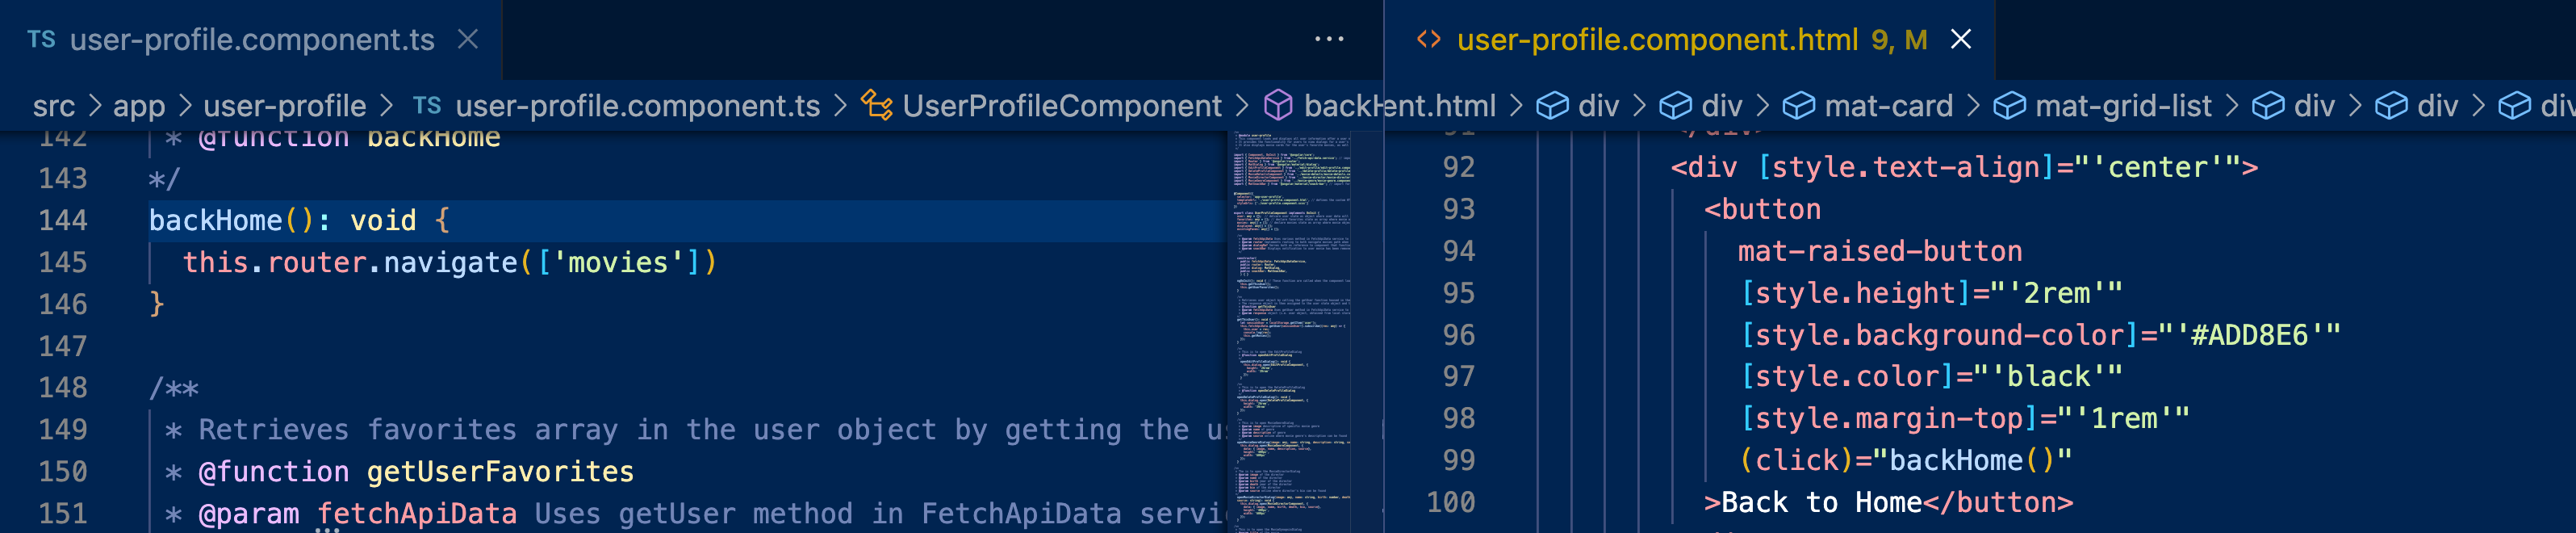 TS user-profile.component.ts
src > app > user-profile > TS user-profile.component.ts > UserProfileComponent >
142 * @function backHome
143 */
144 backHome(): void {
145 this.router.navigate(['movies'])
146 }
147
148 /**
149 * Retrieves favorites array in the user object by getting the
150 * @function getUserFavorites
151 * @param fetchApiData Uses getUser method in FetchApiData
user-profile.component.html 9, M
ent.html > div > div > mat-card > mat-grid-list > div > div > div
91 </div>
92 <div [style.text-align]="'center'">
93 <button
94 mat-raised-button
95 [style.height]="'2rem'"
96 [style.background-color]="'#ADD8E6'"
97 [style.color]="'black'"
98 [style.margin-top]="'1rem'"
99 (click)="backHome()"
100 >Back to Home</button>